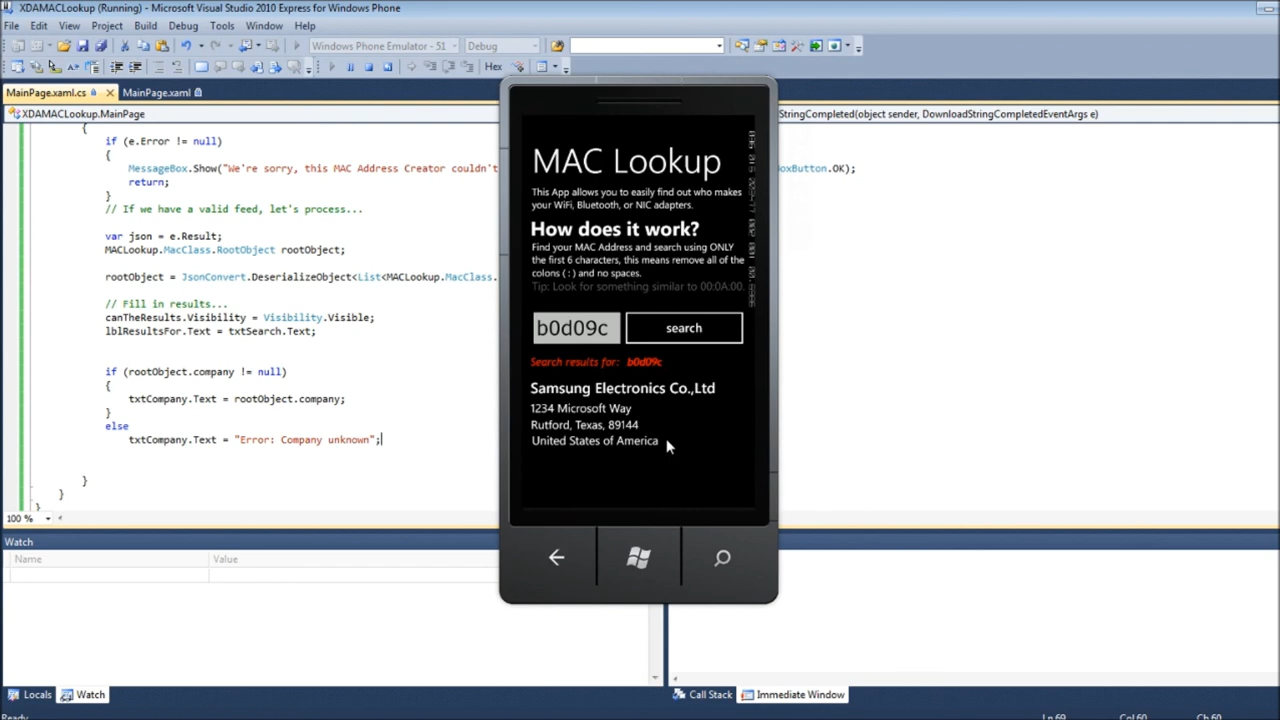 XDAMACLookup (Running) - Microsoft Visual Studio 2010 Express for Windows Phone
File Edit View Project Build Debug Tools Window Help
Windows Phone Emulator - 51 Debug
Hex
MainPage.xaml.cs MainPage.xaml
XDAMACLookup.MainPage StringCompleted(object sender, DownloadStringCompletedEventArgs e)
{
if (e.Error != null)
{
MessageBox.Show("We're sorry, this MAC Address Creator couldn't oxButton.OK);
return;
}
// If we have a valid feed, let's process...
var json = e.Result;
MACLookup.MacClass.RootObject rootObject;
rootObject = JsonConvert.DeserializeObject<List<MACLookup.MacClass.
// Fill in results...
canTheResults.Visibility = Visibility.Visible;
lblResultsFor.Text = txtSearch.Text;
if (rootObject.company != null)
{
txtCompany.Text = rootObject.company;
}
else
txtCompany.Text = "Error: Company unknown";
}
}
}
100 %
MAC Lookup
This App allows you to easily find out who makes
your WiFi, Bluetooth, or NIC adapters.
How does it work?
Find your MAC Address and search using ONLY
the first 6 characters, this means remove all of the
colons ( : ) and no spaces.
Tip: Look for something similar to 00:0A:00.
b0d09c search
Search results for: b0d09c
Samsung Electronics Co.,Ltd
1234 Microsoft Way
Rutford, Texas, 89144
United States of America
Watch
Name Value
Locals Watch Call Stack Immediate Window
Ready Ln 69 Col 60 Ch 60